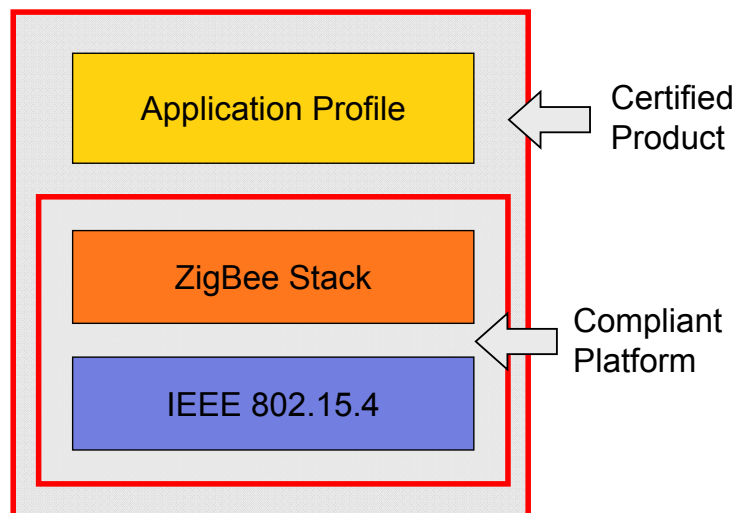 Application Profile
Certified
Product
ZigBee Stack
Compliant
Platform
IEEE 802.15.4